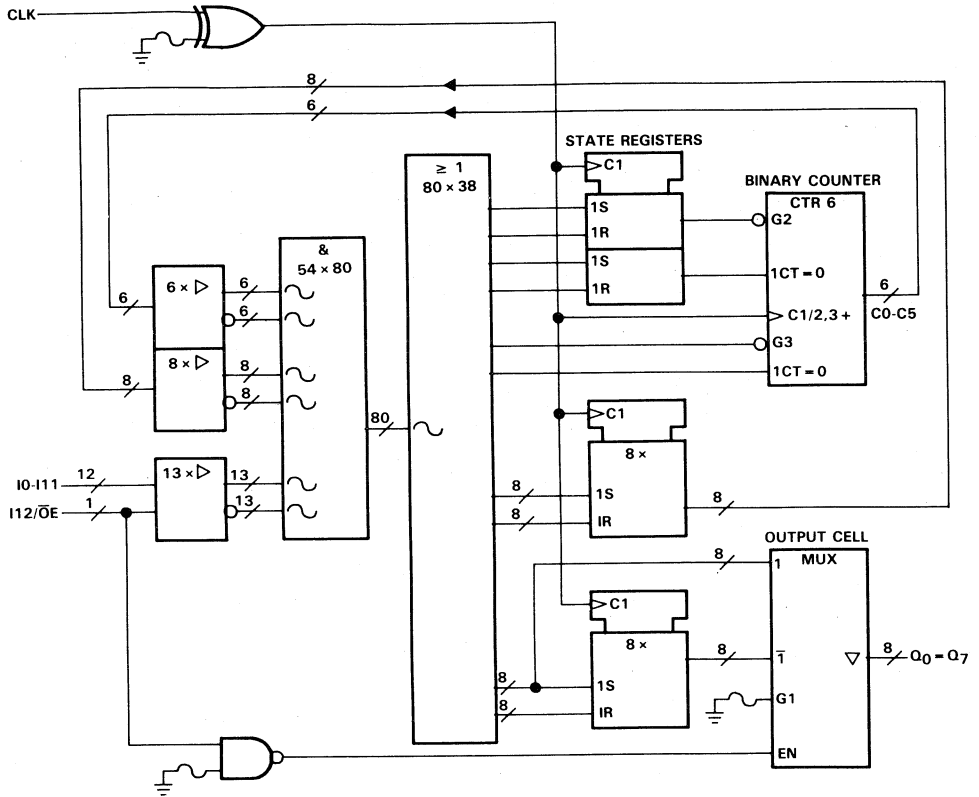 CLK
8
6
STATE REGISTERS
C1
≥ 1
80 × 38
1S
1R
1S
1R
BINARY COUNTER
CTR 6
G2
1CT = 0
C1/2,3 +
G3
1CT = 0
6
C0-C5
&
54 × 80
6
6 × ▷
6
6
8
8 × ▷
8
8
80
I0-I11
12
I12/O̅E̅
1
13 × ▷
13
13
C1
8 ×
8
1S
8
IR
8
OUTPUT CELL
MUX
8
1
C1
8 ×
8
1S
8
IR
8
1̅
▽
8
Q0 = Q7
G1
EN